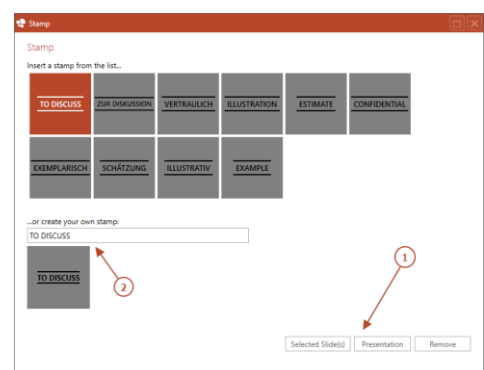 Stamp
Stamp
Insert a stamp from the list...
TO DISCUSS
ZUR DISKUSSION
VERTRAULICH
ILLUSTRATION
ESTIMATE
CONFIDENTIAL
EXEMPLARISCH
SCHÄTZUNG
ILLUSTRATIV
EXAMPLE
...or create your own stamp:
TO DISCUSS
TO DISCUSS
1
2
Selected Slide(s)
Presentation
Remove